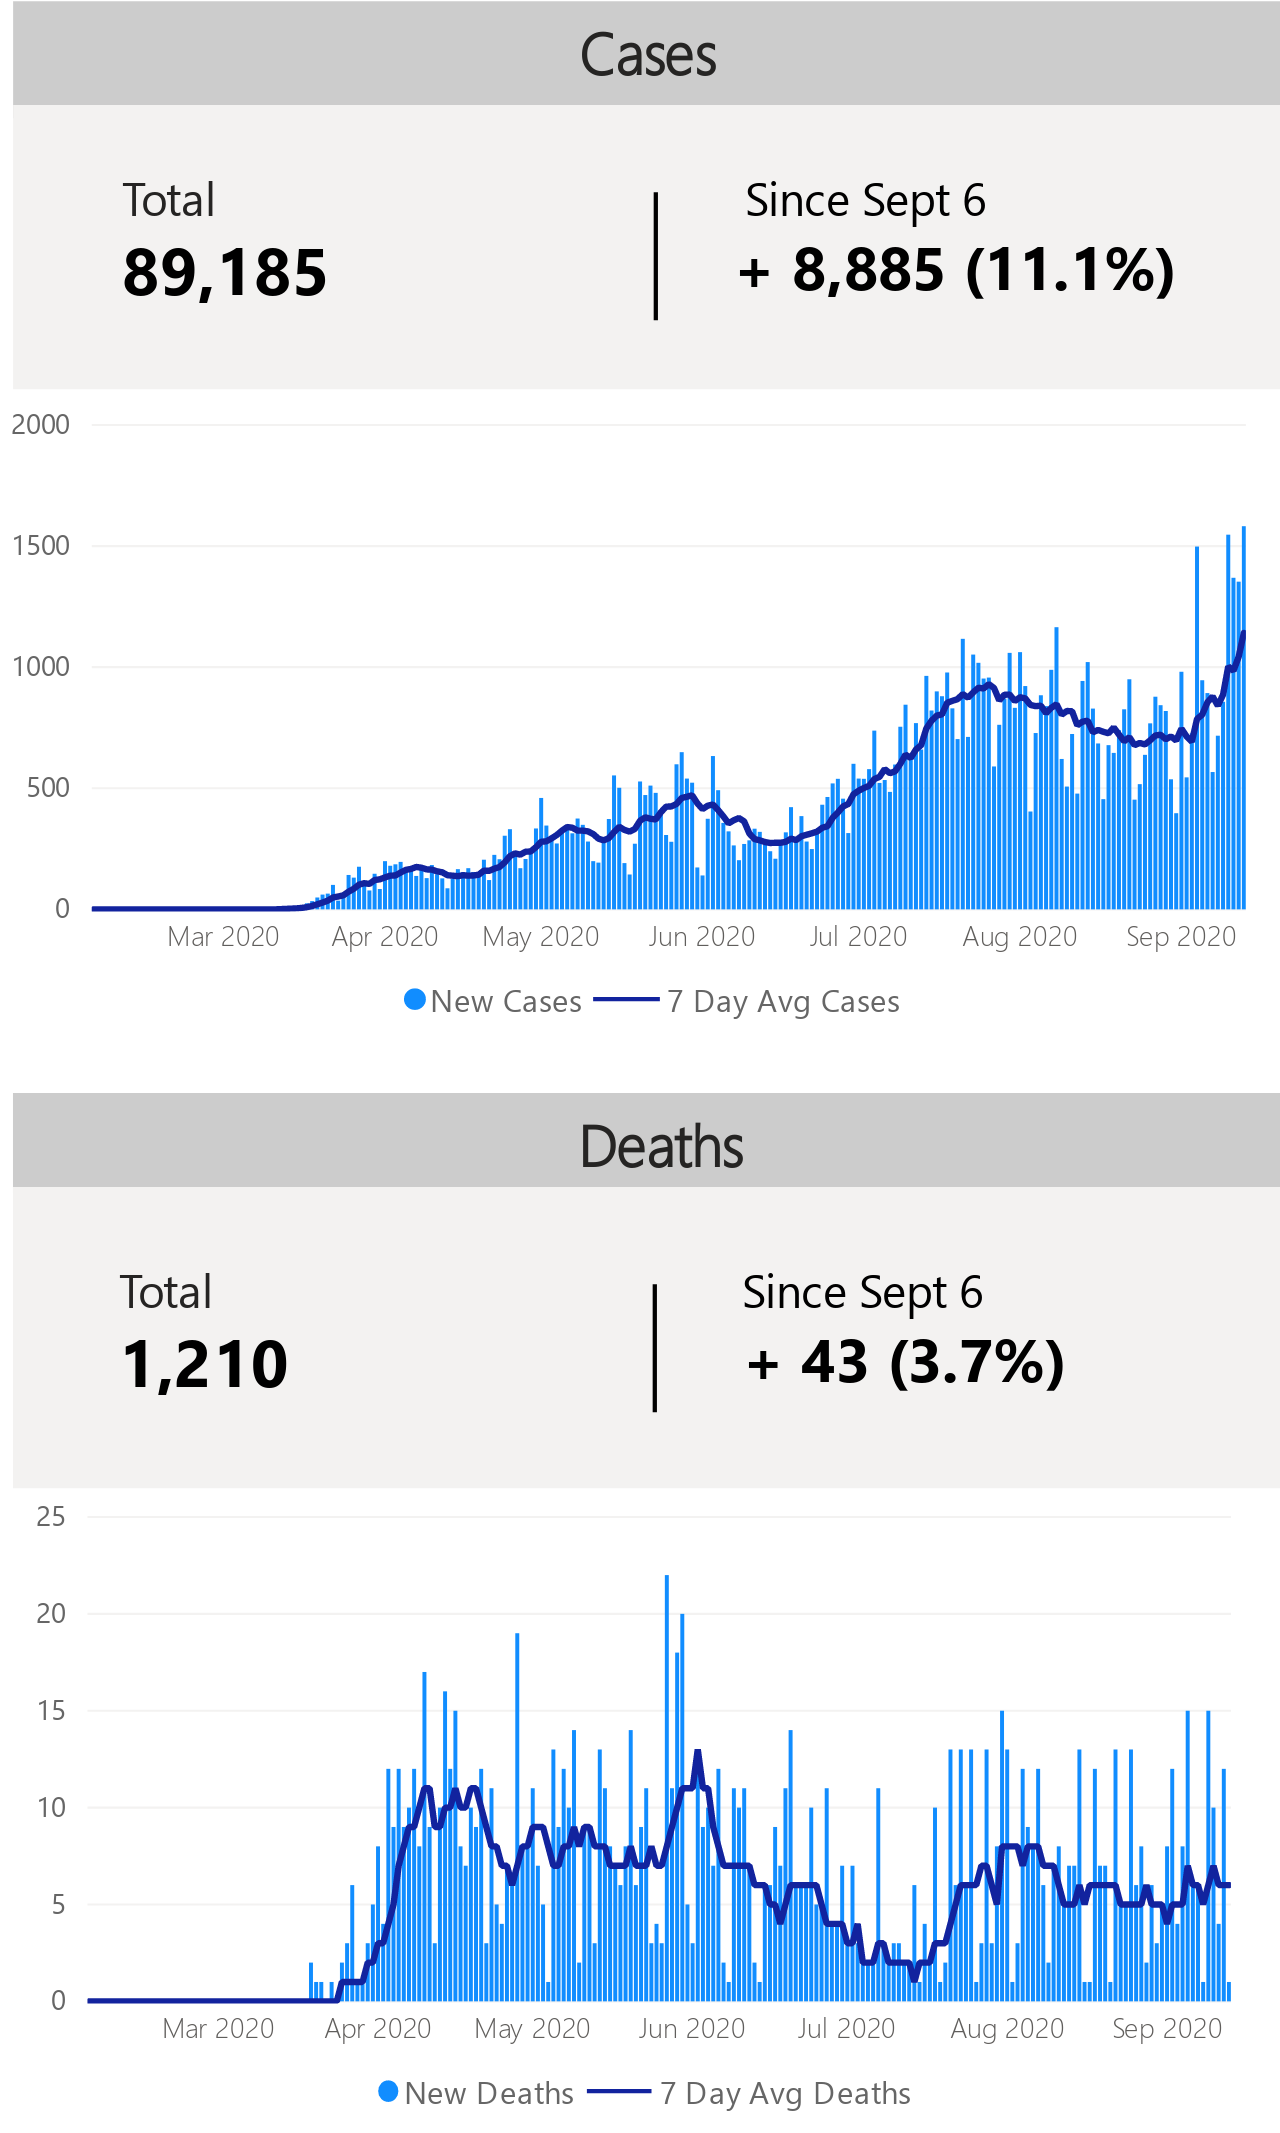 Cases
Total
Since Sept 6
89,185
+ 8,885 (11.1%)
2000
1500
1000
500
0
Mar 2020 Apr 2020 May 2020 Jun 2020 Jul 2020 Aug 2020 Sep 2020
New Cases 7 Day Avg Cases
Deaths
Total
Since Sept 6
1,210
+ 43 (3.7%)
25
20
15
10
5
0
Mar 2020 Apr 2020 May 2020 Jun 2020 Jul 2020 Aug 2020 Sep 2020
New Deaths 7 Day Avg Deaths